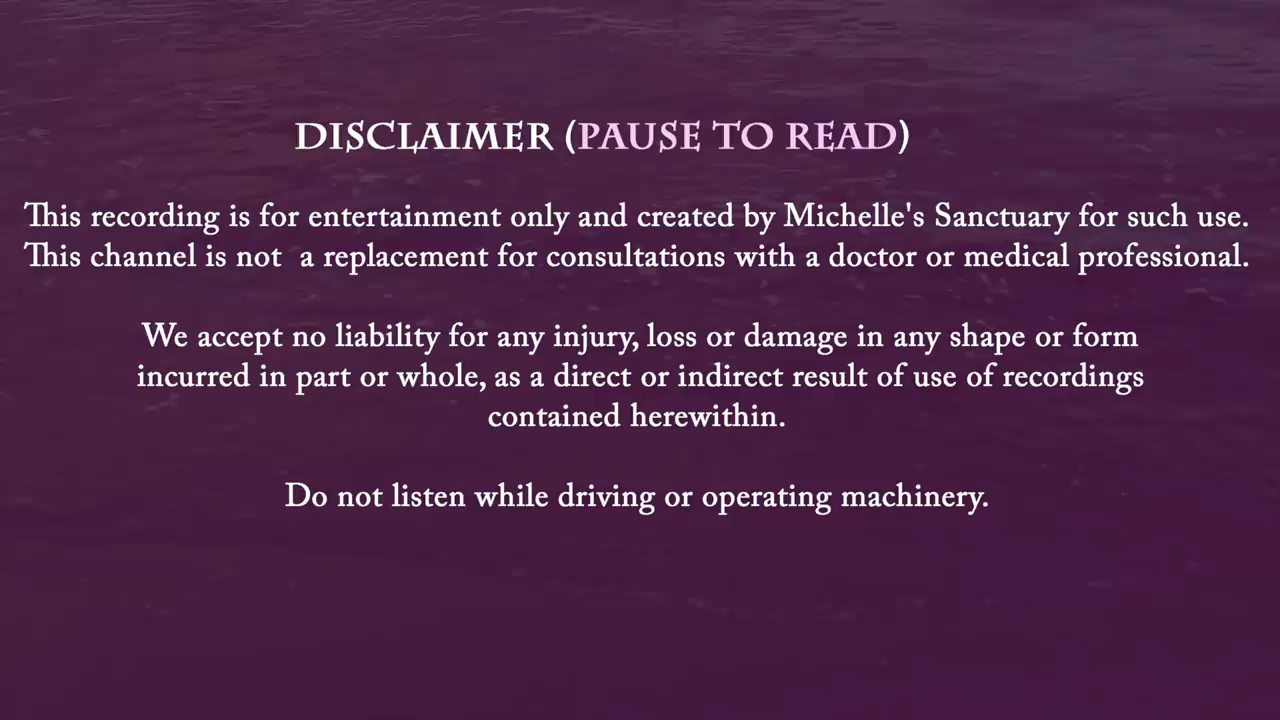 DISCLAIMER (PAUSE TO READ)
This recording is for entertainment only and created by Michelle's Sanctuary for such use.
This channel is not  a replacement for consultations with a doctor or medical professional.
We accept no liability for any injury, loss or damage in any shape or form
incurred in part or whole, as a direct or indirect result of use of recordings
contained herewithin.
Do not listen while driving or operating machinery.